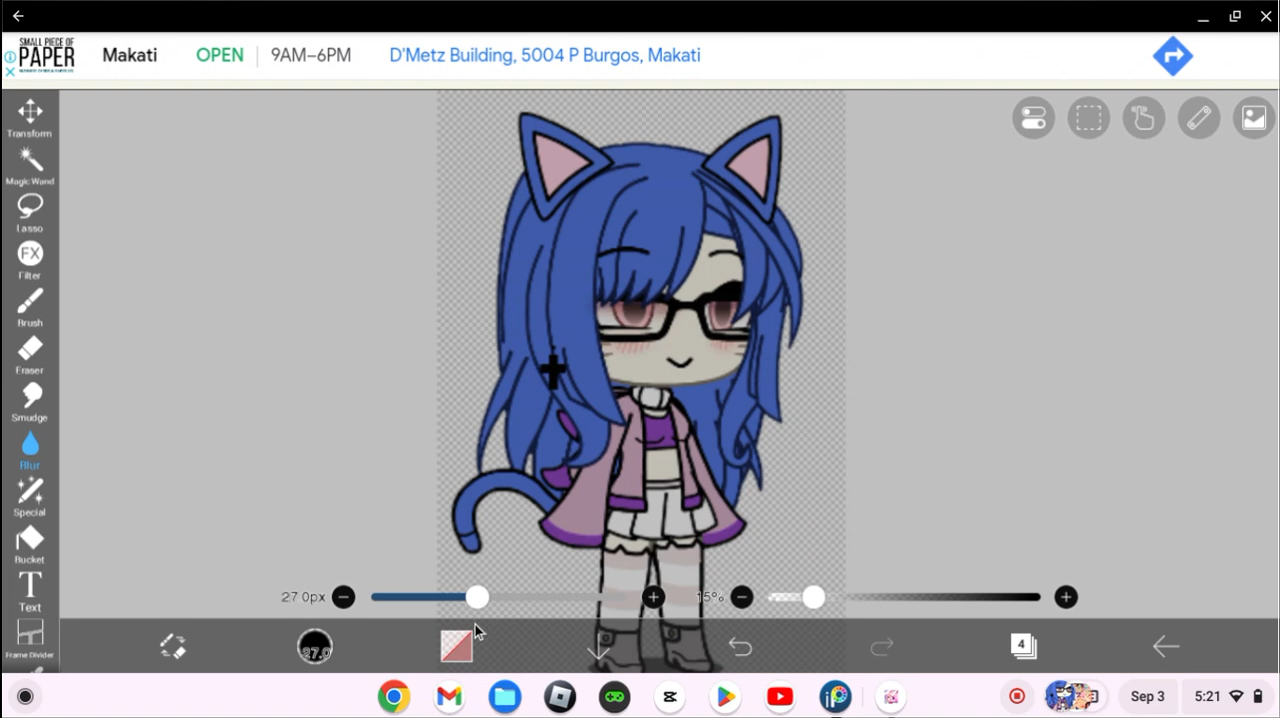 SMALL PIECE OF
PAPER
Makati
OPEN
9AM–6PM
D'Metz Building, 5004 P Burgos, Makati
Transform
Magic Wand
Lasso
FX
Filter
Brush
Eraser
Smudge
Blur
Special
Bucket
T
Text
Frame Divider
27.0px
15%
27.0
4
Sep 3
5:21